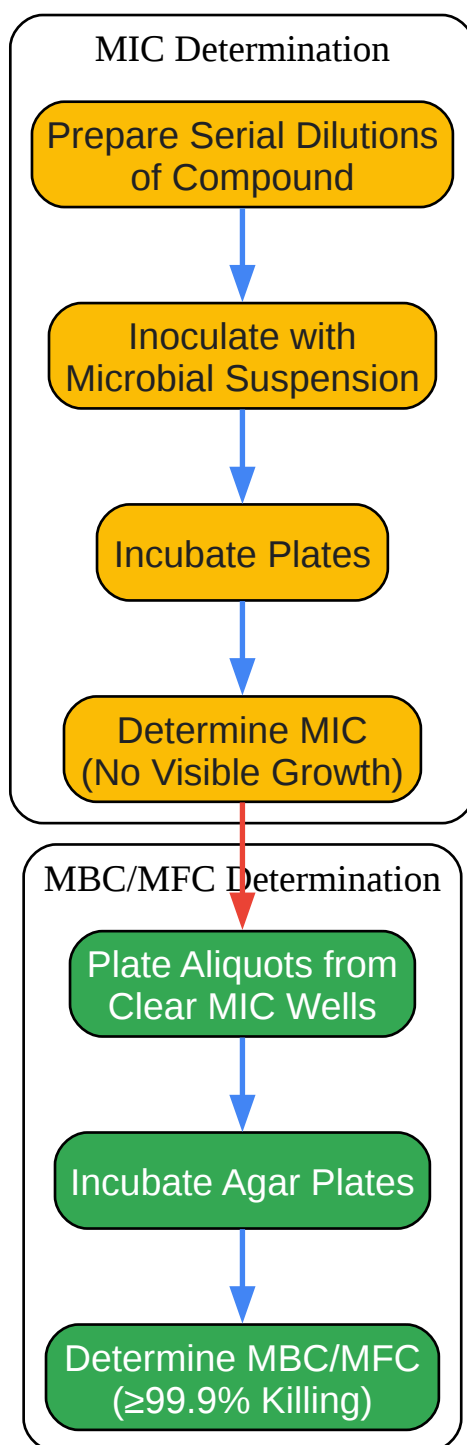 MIC Determination
Prepare Serial Dilutions
of Compound
Inoculate with
Microbial Suspension
Incubate Plates
Determine MIC
(No Visible Growth)
MBC/MFC Determination
Plate Aliquots from
Clear MIC Wells
Incubate Agar Plates
Determine MBC/MFC
(≥99.9% Killing)